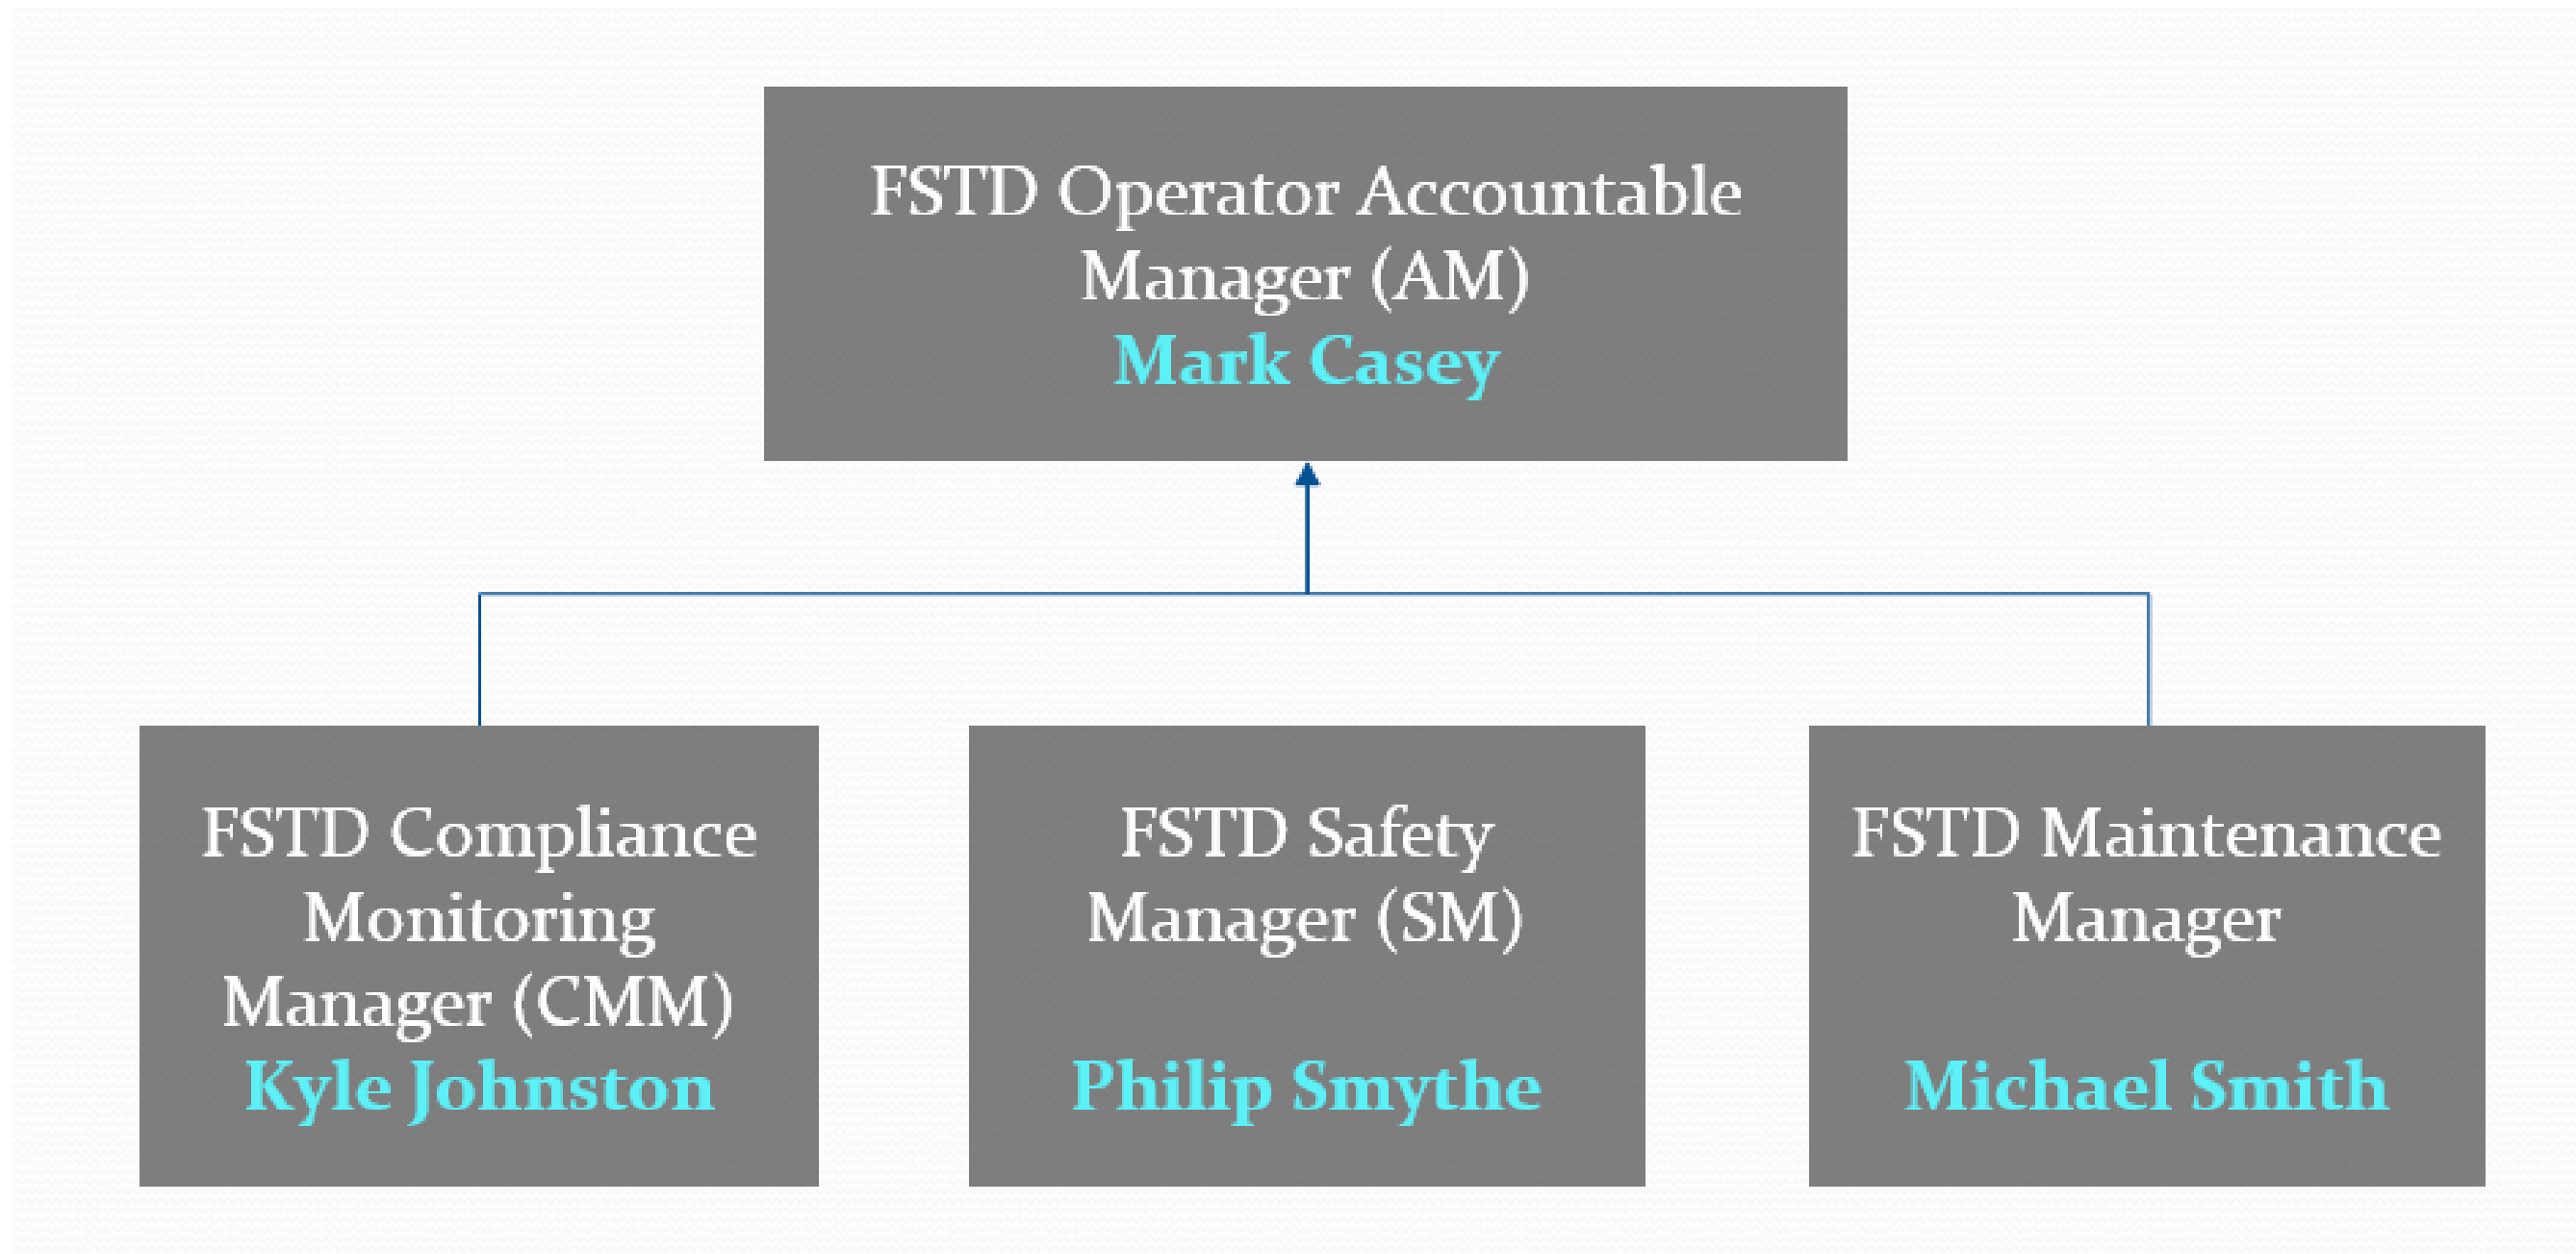 FSTD Operator Accountable
Manager (AM)
Mark Casey
FSTD Compliance
Monitoring
Manager (CMM)
Kyle Johnston
FSTD Safety
Manager (SM)
Philip Smythe
FSTD Maintenance
Manager
Michael Smith